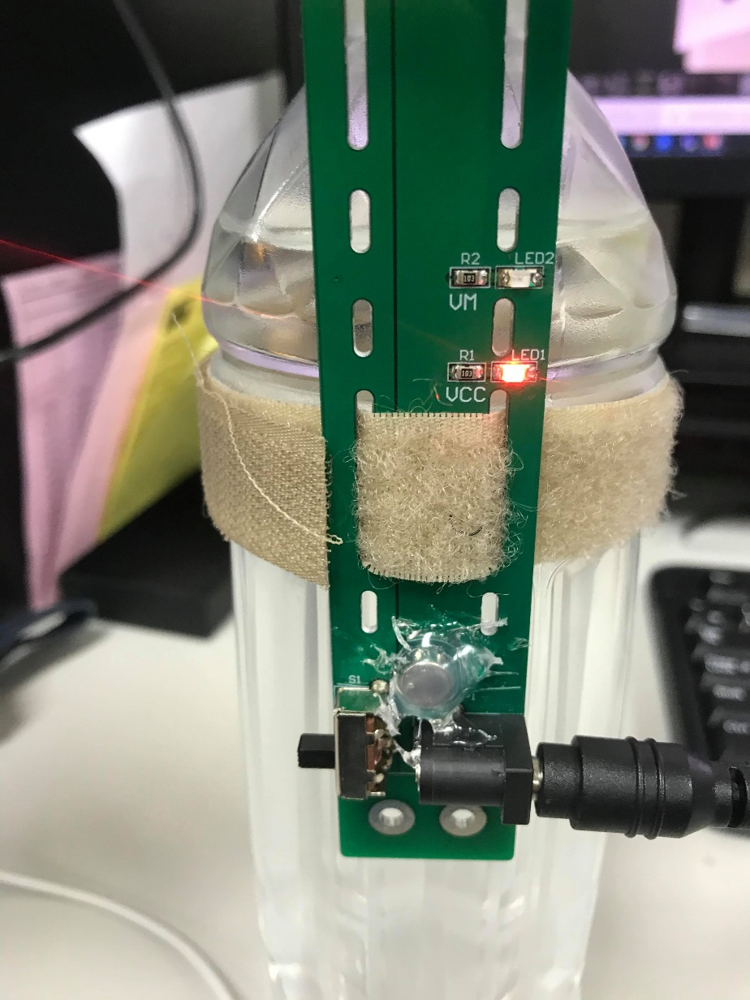 R2 LED2
103
VM
R1 LED1
103
VCC
S1